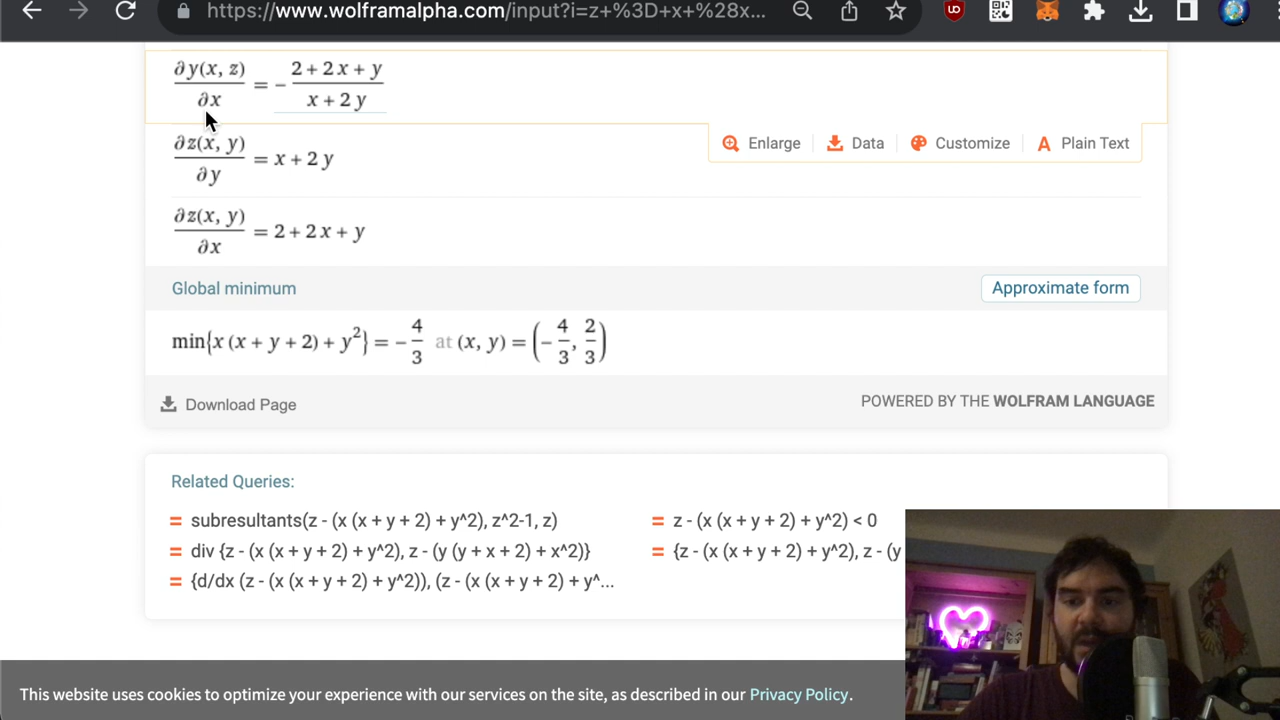 https://www.wolframalpha.com/input?i=z+%3D+x+%28x...
∂y(x, z)/∂x = - (2 + 2 x + y)/(x + 2 y)
Enlarge Data Customize A Plain Text
∂z(x, y)/∂y = x + 2 y
∂z(x, y)/∂x = 2 + 2 x + y
Global minimum Approximate form
min{x (x + y + 2) + y²} = - 4/3 at (x, y) = (- 4/3, 2/3)
Download Page POWERED BY THE WOLFRAM LANGUAGE
Related Queries:
= subresultants(z - (x (x + y + 2) + y^2), z^2-1, z) = z - (x (x + y + 2) + y^2) < 0
= div {z - (x (x + y + 2) + y^2), z - (y (y + x + 2) + x^2)} = {z - (x (x + y + 2) + y^2), z - (y
= {d/dx (z - (x (x + y + 2) + y^2)), (z - (x (x + y + 2) + y^...
This website uses cookies to optimize your experience with our services on the site, as described in our Privacy Policy.